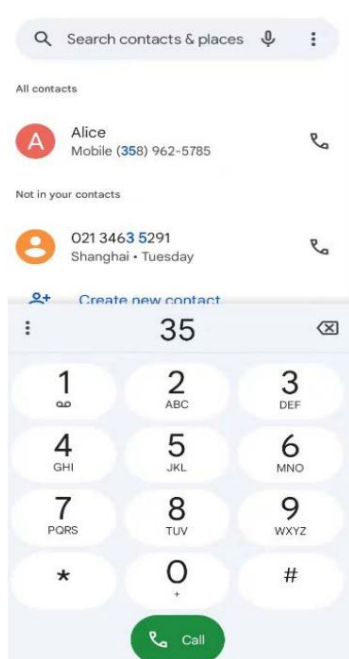 Search contacts & places
All contacts
A
Alice
Mobile (358) 962-5785
Not in your contacts
021 3463 5291
Shanghai • Tuesday
Create new contact
35
1 2 3
ABC DEF
4 5 6
GHI JKL MNO
7 8 9
PQRS TUV WXYZ
* 0 #
+
Call